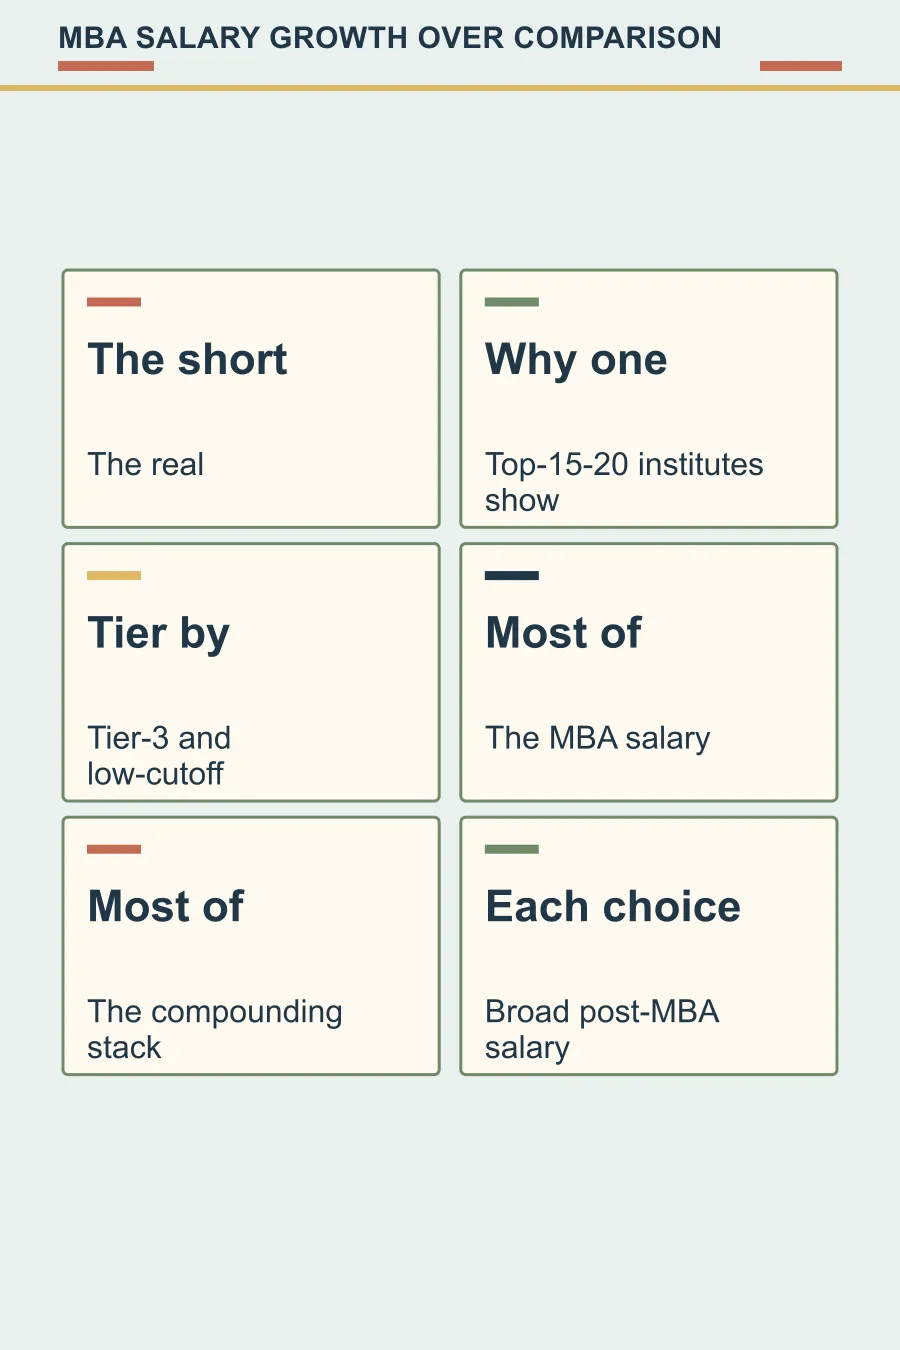 MBA SALARY GROWTH OVER COMPARISON
The short
The real
Why one
Top-15-20 institutes
show
Tier by
Tier-3 and
low-cutoff
Most of
The MBA salary
Most of
The compounding
stack
Each choice
Broad post-MBA
salary